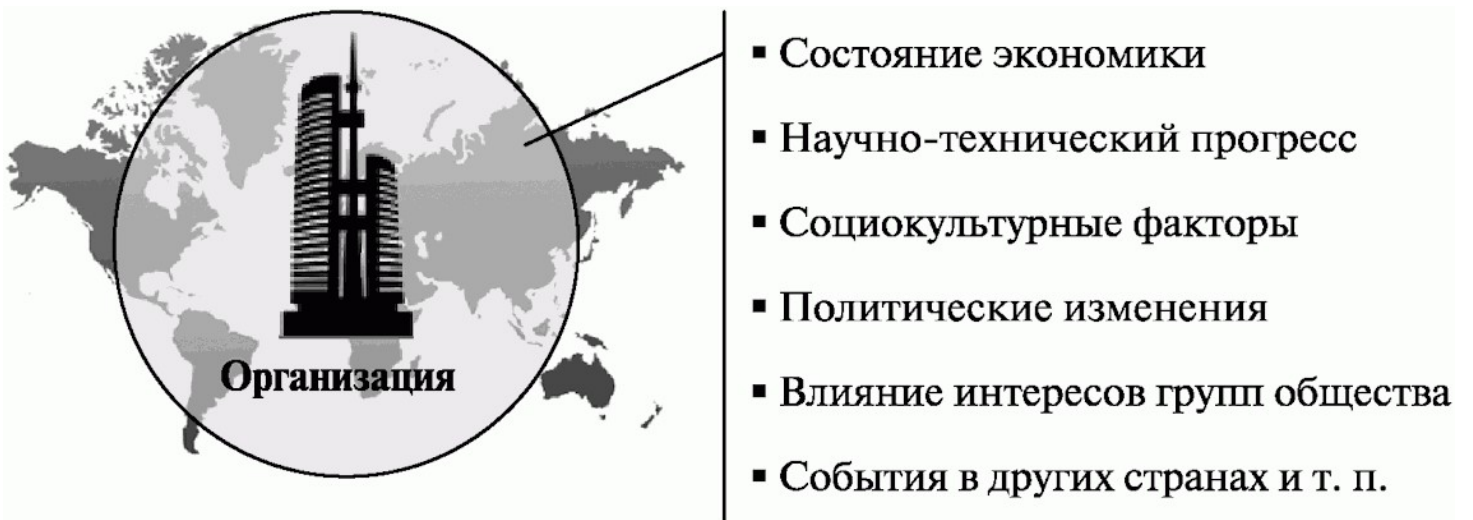 Организация
▪ Состояние экономики
▪ Научно-технический прогресс
▪ Социокультурные факторы
▪ Политические изменения
▪ Влияние интересов групп общества
▪ События в других странах и т. п.